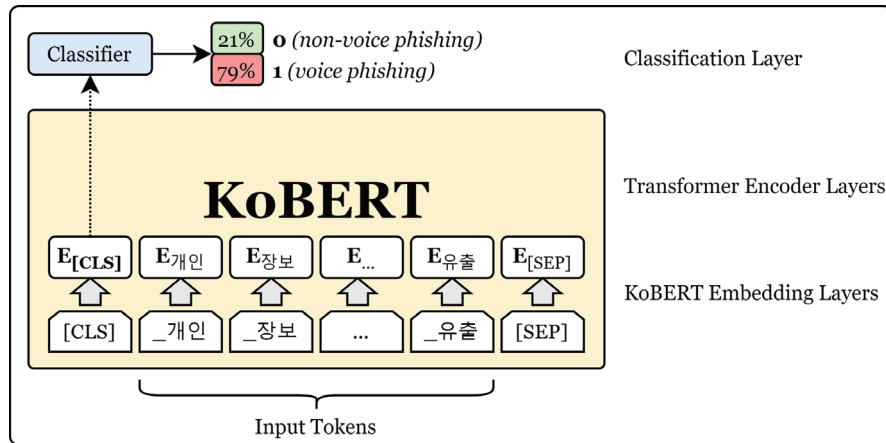 Classifier
21% 0 (non-voice phishing)
79% 1 (voice phishing)
Classification Layer
KoBERT
Transformer Encoder Layers
E[CLS] E개인 E장보 E... E유출 E[SEP]
KoBERT Embedding Layers
[CLS] _개인 _장보 ... _유출 [SEP]
Input Tokens